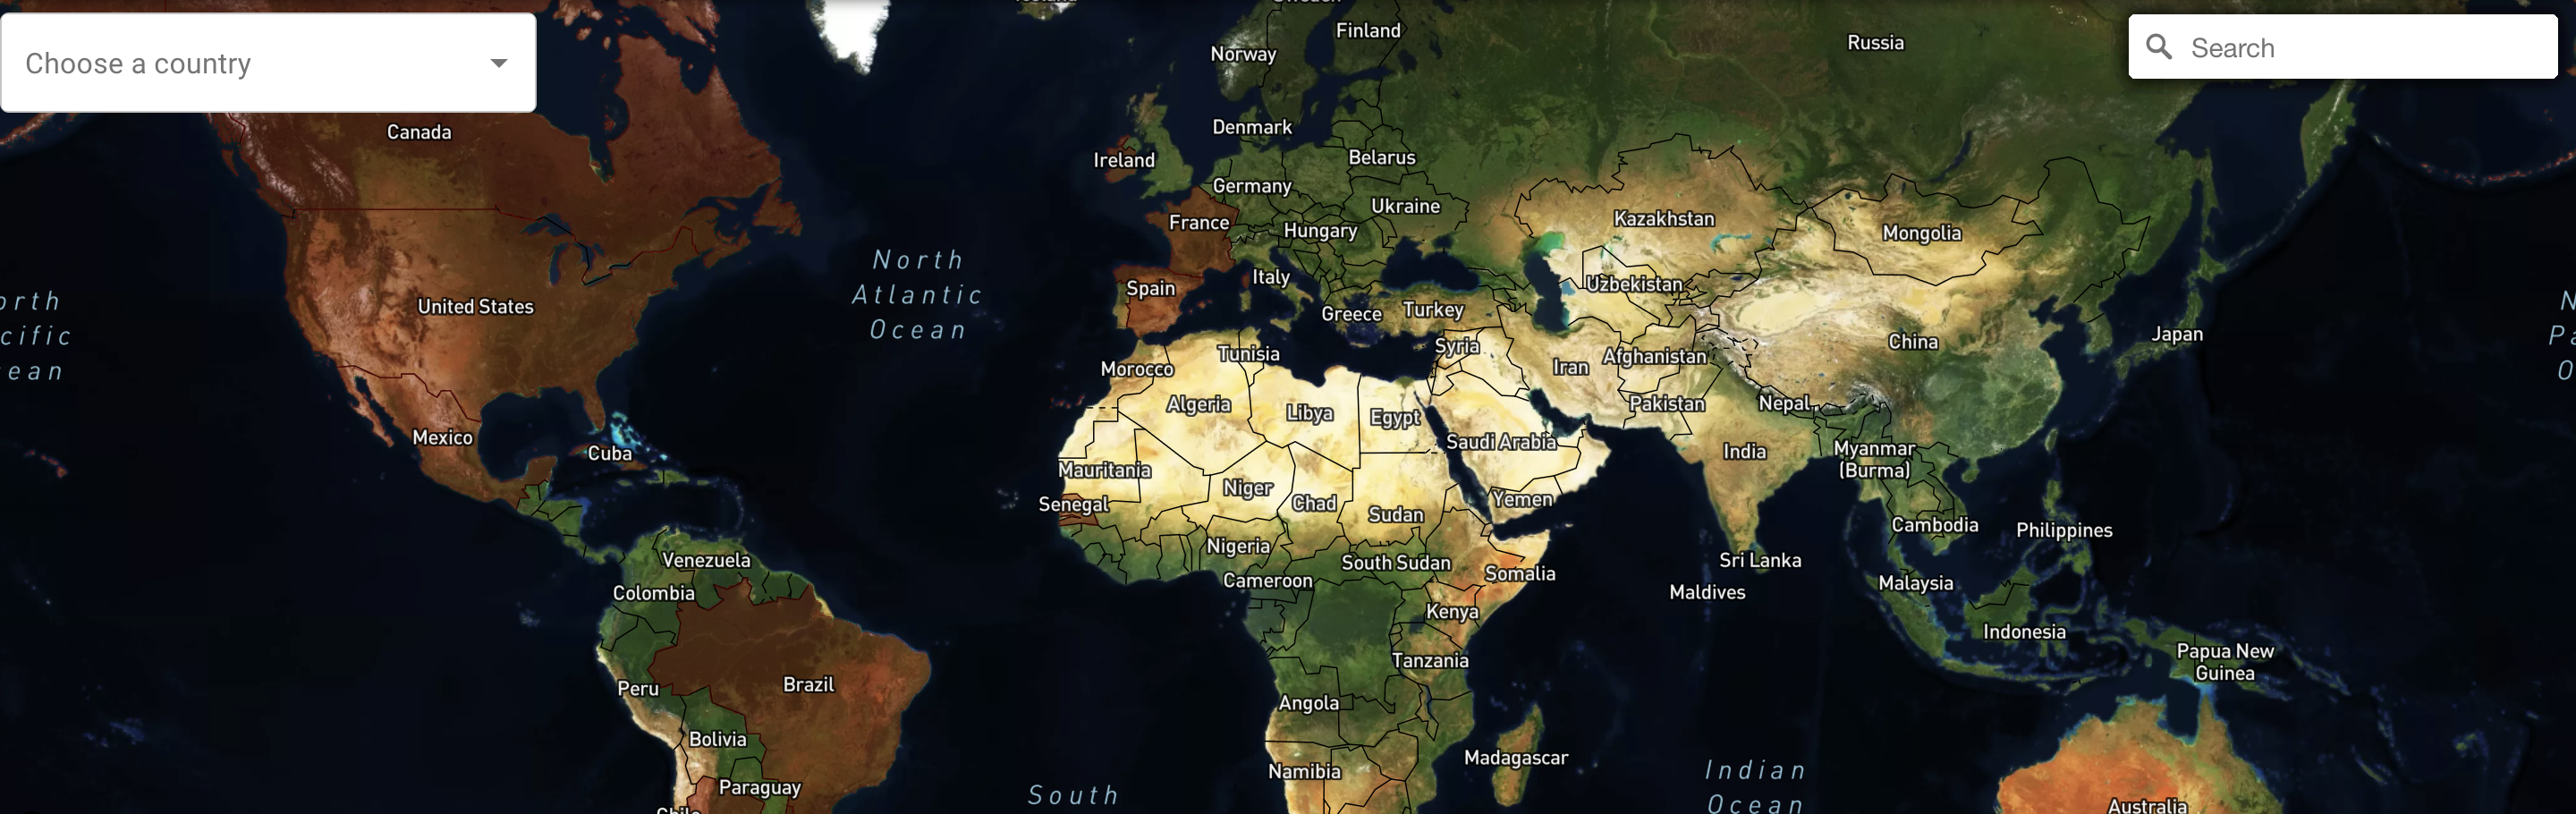 Choose a country
Search
Finland
Norway
Russia
Canada
Denmark
Ireland
Belarus
Germany
Ukraine
France
Hungary
Kazakhstan
Mongolia
North
Atlantic
Ocean
Italy
Spain
Uzbekistan
United States
Greece
Turkey
Japan
China
Syria
Tunisia
Afghanistan
Iran
Morocco
Algeria
Libya
Egypt
Pakistan
Nepal
Mexico
Saudi Arabia
Cuba
India
Myanmar
(Burma)
Mauritania
Niger
Chad
Yemen
Senegal
Sudan
Cambodia
Philippines
Nigeria
Venezuela
South Sudan
Sri Lanka
Somalia
Cameroon
Malaysia
Colombia
Maldives
Kenya
Indonesia
Papua New
Guinea
Tanzania
Peru
Brazil
Angola
Bolivia
Madagascar
Namibia
Indian
Ocean
Paraguay
South
Australia
orth
cific
ean
N
Pa
O